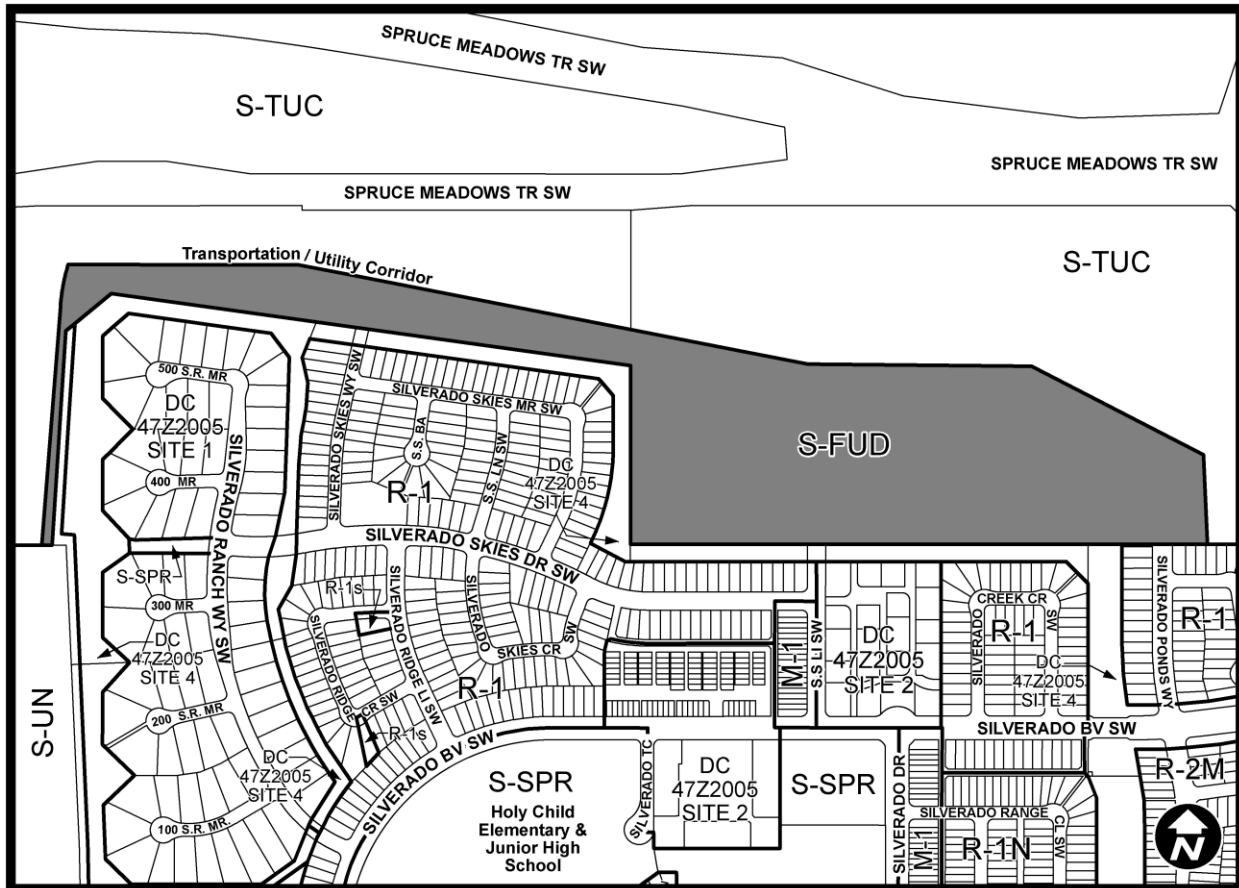 SPRUCE MEADOWS TR SW
S-TUC
SPRUCE MEADOWS TR SW
SPRUCE MEADOWS TR SW
Transportation / Utility Corridor
S-TUC
500 S.R. MR
DC
47Z2005
SITE 1
400 MR
SILVERADO RANCH WY SW
SILVERADO SKIES WY SW
SILVERADO SKIES MR SW
S.S. BA
S.S. LN SW
R-1
DC
47Z2005
SITE 4
S-FUD
SILVERADO SKIES DR SW
S-SPR
300 MR
DC
47Z2005
SITE 4
200 S.R. MR
S-UN
100 S.R. MR.
DC
47Z2005
SITE 4
R-1s
SILVERADO RIDGE
CR SW
R-1s
SILVERADO RIDGE LI SW
SILVERADO
SKIES CR
SW
R-1
SILVERADO BV SW
M-1
S.S LI SW
DC
47Z2005
SITE 2
SILVERADO
CREEK CR
SW
R-1
DC
47Z2005
SITE 4
SILVERADO PONDS WY
R-1
SILVERADO BV SW
S-SPR
Holy Child
Elementary &
Junior High
School
SILVERADO TC
DC
47Z2005
SITE 2
S-SPR
SILVERADO DR
M-1
SILVERADO RANGE
CL SW
R-1N
R-2M
N